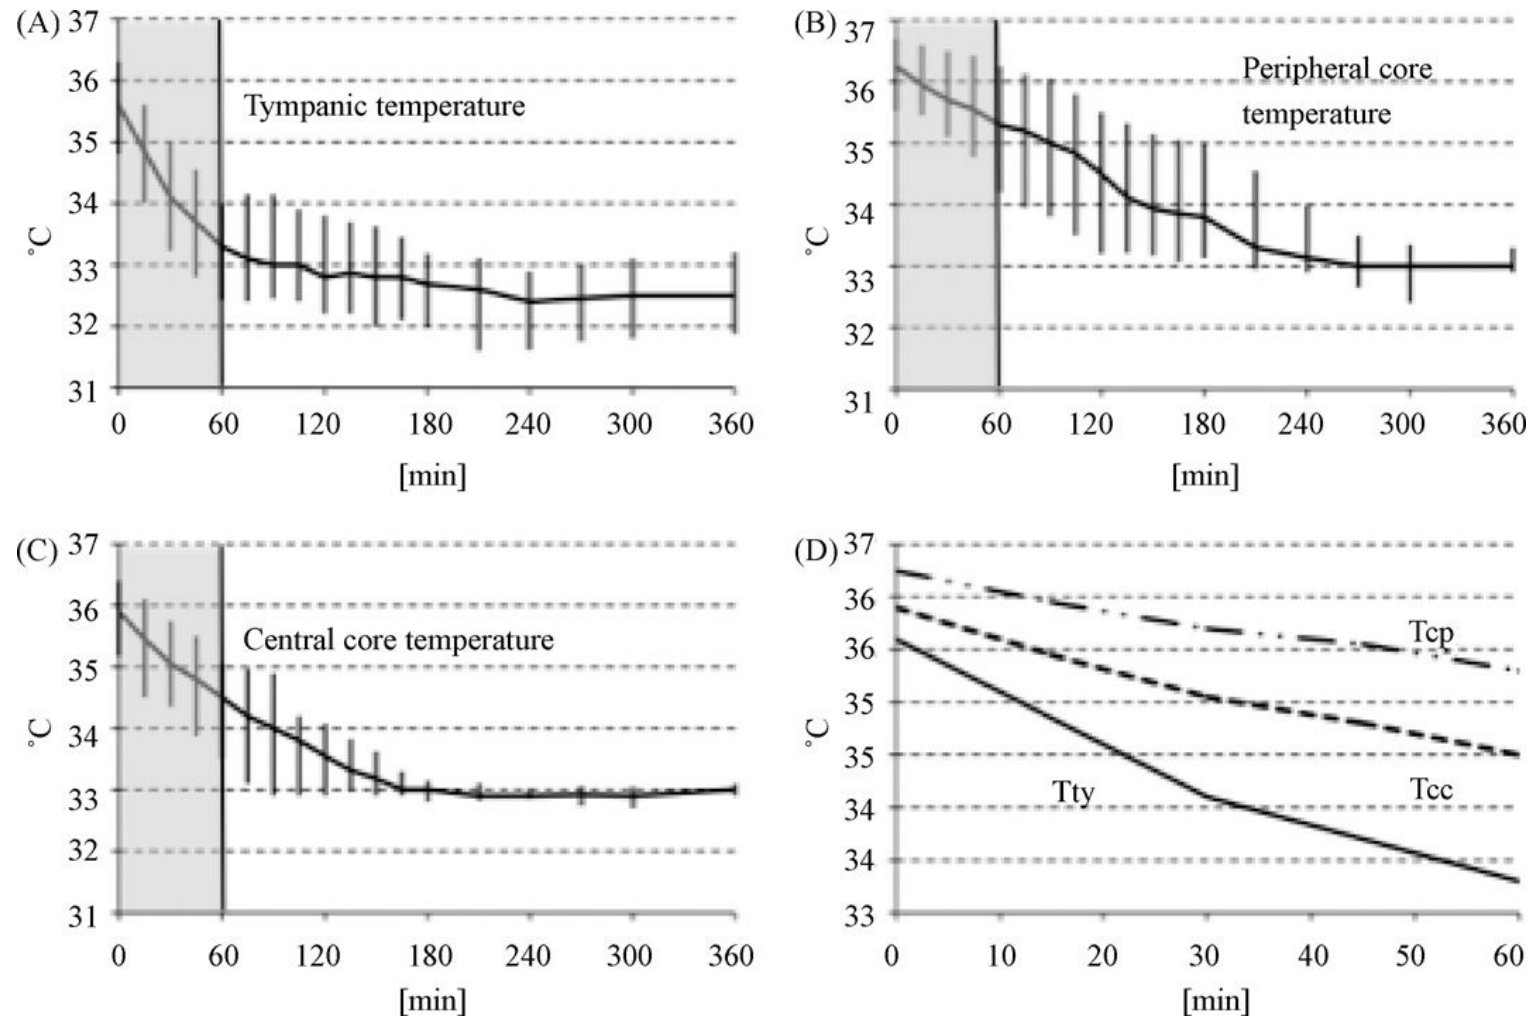 (A)
37
36
35
34
33
32
31
°C
Tympanic temperature
0 60 120 180 240 300 360
[min]
(B)
37
36
35
34
33
32
31
°C
Peripheral core
temperature
0 60 120 180 240 300 360
[min]
(C)
37
36
35
34
33
32
31
°C
Central core temperature
0 60 120 180 240 300 360
[min]
(D)
37
36
36
35
35
34
34
33
°C
Tcp
Tty
Tcc
0 10 20 30 40 50 60
[min]